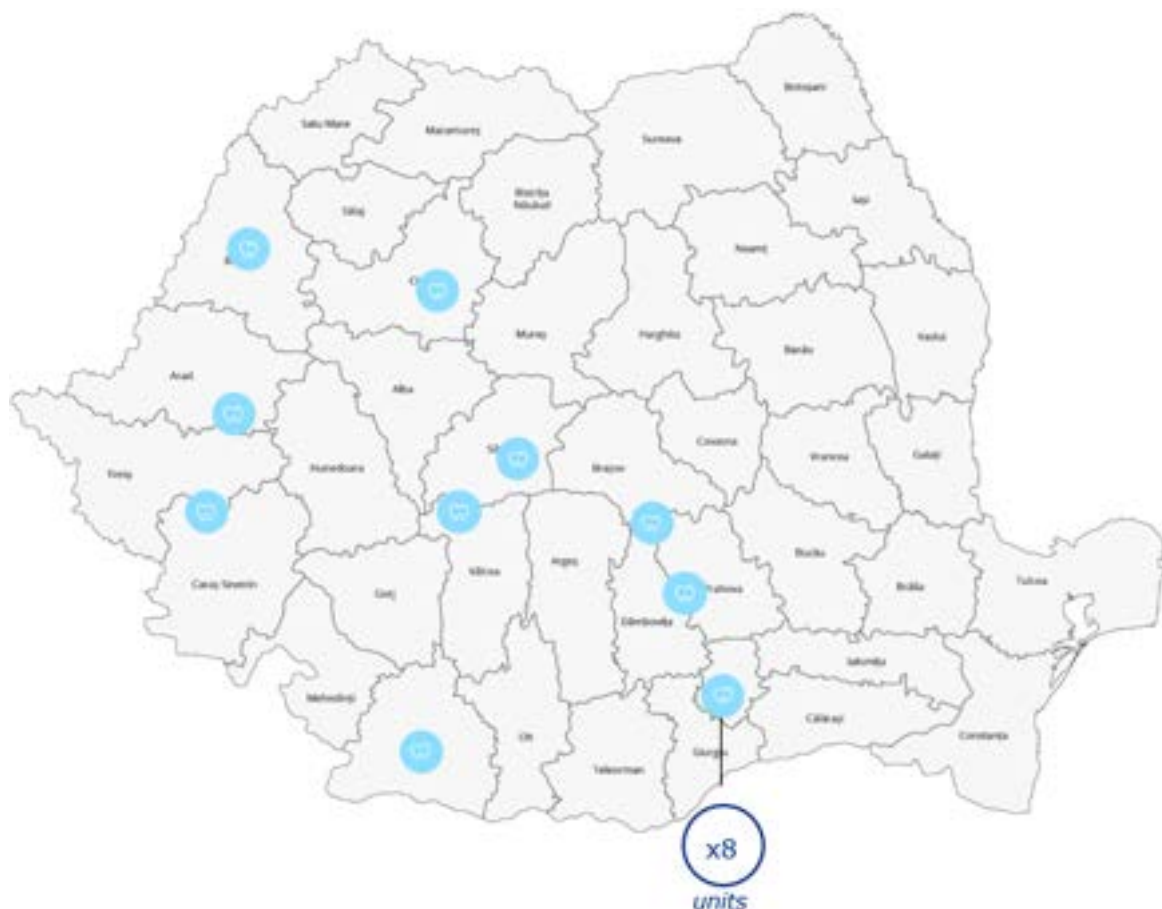 Botoșani
Satu Mare
Maramureș
Suceava
Bistrița
Năsăud
Iași
Sălaj
Neamț
Mureș
Harghita
Bacău
Vaslui
Arad
Alba
Covasna
Vrancea
Galați
Timiș
Hunedoara
Brașov
Argeș
Buzău
Vâlcea
Caraș Severin
Gorj
Brăila
Tulcea
Prahova
Dâmbovița
Ialomița
Mehedinți
Călărași
Olt
Constanța
Giurgiu
Teleorman
x8
units